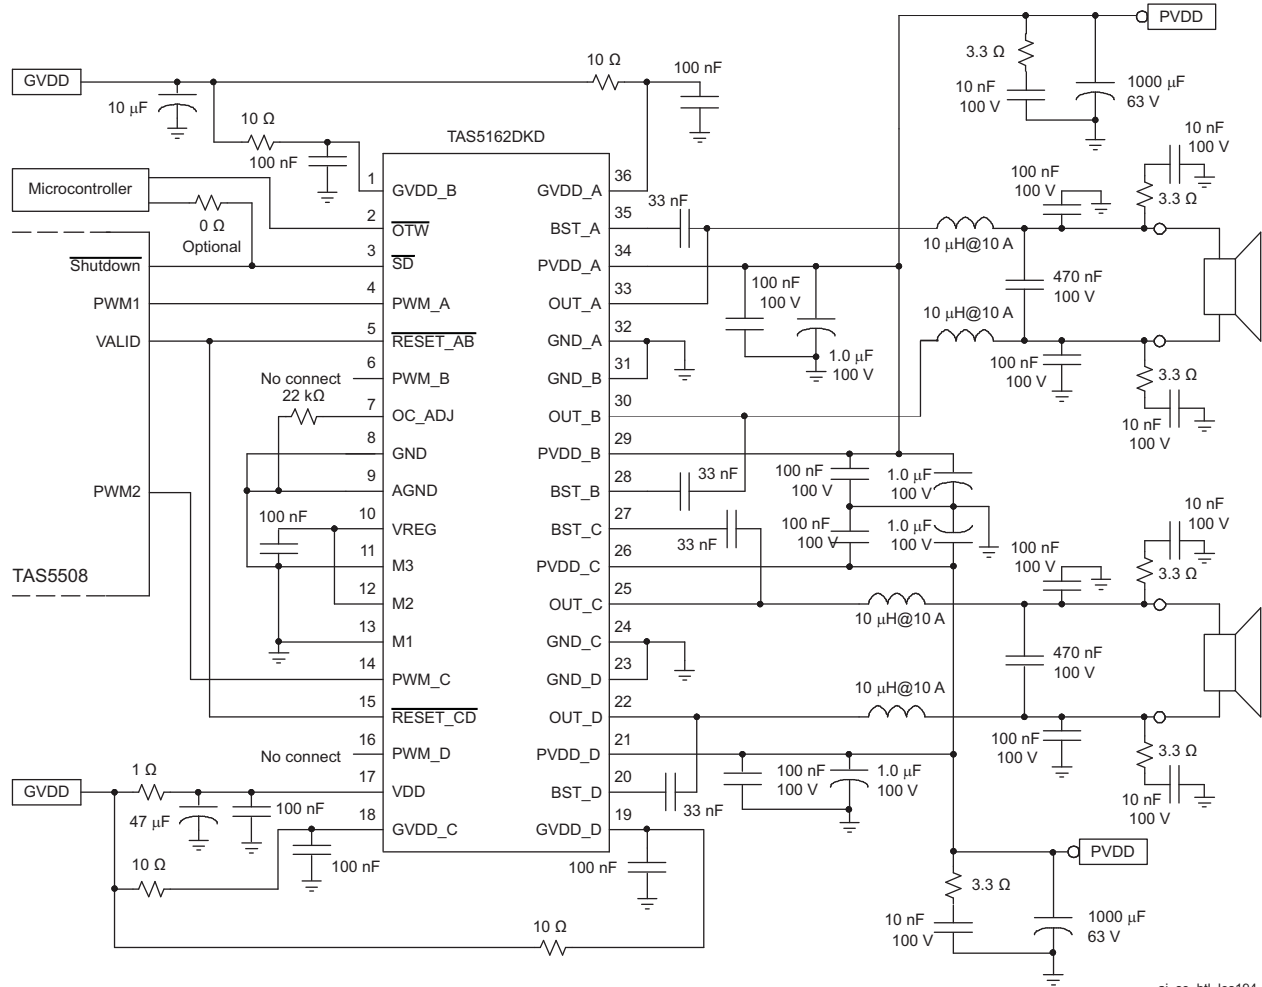 PVDD
3.3 Ω
10 nF
100 V
1000 μF
63 V
GVDD
10 μF
10 Ω
100 nF
10 Ω
100 nF
TAS5162DKD
Microcontroller
0 Ω
Optional
Shutdown
PWM1
VALID
PWM2
TAS5508
No connect
22 kΩ
100 nF
No connect
1 GVDD_B
2 OTW
3 SD
4 PWM_A
5 RESET_AB
6 PWM_B
7 OC_ADJ
8 GND
9 AGND
10 VREG
11 M3
12 M2
13 M1
14 PWM_C
15 RESET_CD
16 PWM_D
17 VDD
18 GVDD_C
GVDD_A 36
BST_A 35
PVDD_A 34
OUT_A 33
GND_A 32
GND_B 31
OUT_B 30
PVDD_B 29
BST_B 28
BST_C 27
PVDD_C 26
OUT_C 25
GND_C 24
GND_D 23
OUT_D 22
PVDD_D 21
BST_D 20
GVDD_D 19
33 nF
100 nF
100 V
1.0 μF
100 V
10 μH@10 A
10 μH@10 A
100 nF
100 V
10 nF
100 V
3.3 Ω
470 nF
100 V
100 nF
100 V
3.3 Ω
10 nF
100 V
33 nF
100 nF
100 V
1.0 μF
100 V
33 nF
100 nF
100 V
1.0 μF
100 V
10 μH@10 A
10 μH@10 A
100 nF
100 V
10 nF
100 V
3.3 Ω
470 nF
100 V
100 nF
100 V
3.3 Ω
10 nF
100 V
33 nF
100 nF
100 V
1.0 μF
100 V
GVDD
1 Ω
47 μF
100 nF
10 Ω
100 nF
100 nF
10 Ω
PVDD
3.3 Ω
10 nF
100 V
1000 μF
63 V